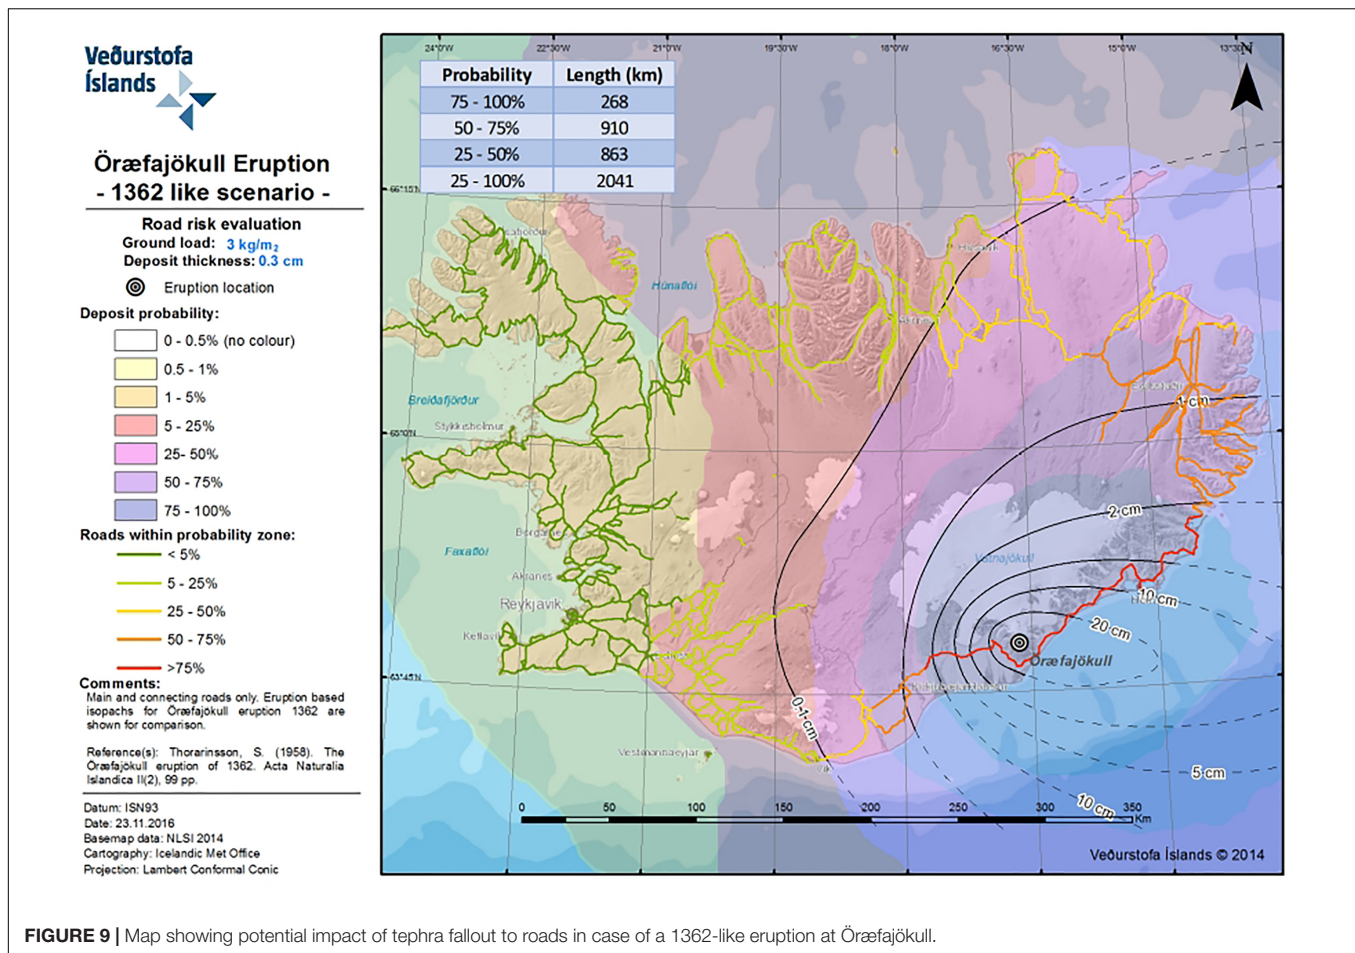 Veðurstofa
Íslands
Öræfajökull Eruption
- 1362 like scenario -
Road risk evaluation
Ground load: 3 kg/m2
Deposit thickness: 0.3 cm
Eruption location
Deposit probability:
0 - 0.5% (no colour)
0.5 - 1%
1 - 5%
5 - 25%
25- 50%
50 - 75%
75 - 100%
Roads within probability zone:
< 5%
5 - 25%
25 - 50%
50 - 75%
>75%
Comments:
Main and connecting roads only. Eruption based
isopachs for Öræfajökull eruption 1362 are
shown for comparison.
Reference(s): Thorarinsson, S. (1958). The
Öræfajökull eruption of 1362. Acta Naturalia
Islandica II(2), 99 pp.
Datum: ISN93
Date: 23.11.2016
Basemap data: NLSI 2014
Cartography: Icelandic Met Office
Projection: Lambert Conformal Conic
24°0'W 22°30'W 21°0'W 19°30'W 18°0'W 16°30'W 15°0'W 13°30'W
N
Probability Length (km)
75 - 100% 268
50 - 75% 910
25 - 50% 863
25 - 100% 2041
66°15'
Húnaflói
Breiðafjörður
1 cm
Stykkisholmur
65°0'N
2 cm
Borgarnes
Faxaflói
Vatnajökull
Akranes
10 cm
Reykjavik
20 cm
Keflavik
Öræfajökull
63°45'
0.1 cm
Vestmannaeyjar
Vik
5 cm
10 cm
0 50 100 150 200 250 300 350
Km
Veðurstofa Íslands © 2014
FIGURE 9 | Map showing potential impact of tephra fallout to roads in case of a 1362-like eruption at Öræfajökull.